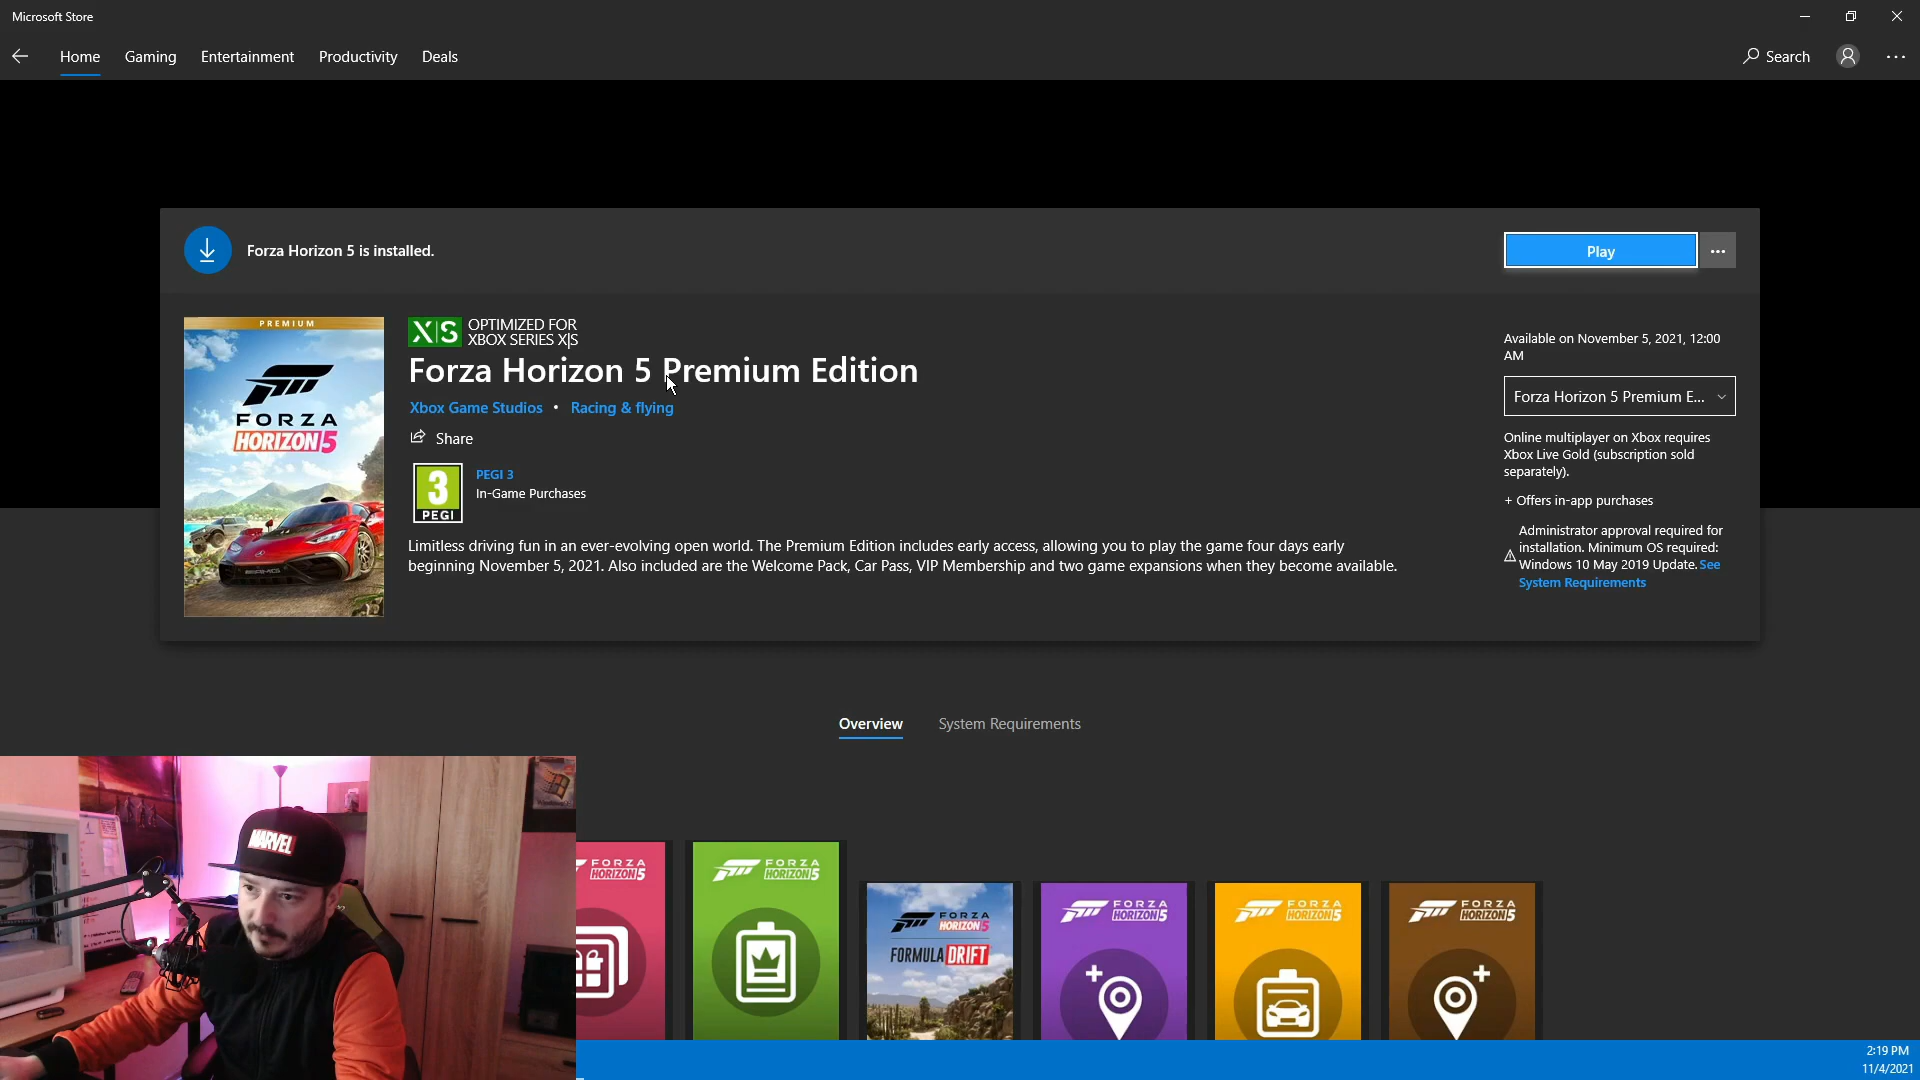 Microsoft Store
Home
Gaming
Entertainment
Productivity
Deals
Search
Forza Horizon 5 is installed.
Play
PREMIUM
FORZA
HORIZON 5
X|S
OPTIMIZED FOR
XBOX SERIES X|S
Forza Horizon 5 Premium Edition
Xbox Game Studios • Racing & flying
Share
3
PEGI
PEGI 3
In-Game Purchases
Limitless driving fun in an ever-evolving open world. The Premium Edition includes early access, allowing you to play the game four days early
beginning November 5, 2021. Also included are the Welcome Pack, Car Pass, VIP Membership and two game expansions when they become available.
Available on November 5, 2021, 12:00
AM
Forza Horizon 5 Premium E...
Online multiplayer on Xbox requires
Xbox Live Gold (subscription sold
separately).
+ Offers in-app purchases
Administrator approval required for
installation. Minimum OS required:
Windows 10 May 2019 Update. See
System Requirements
Overview
System Requirements
MARVEL
FORZA
HORIZON 5
FORZA
HORIZON 5
FORZA
HORIZON 5
FORMULA DRIFT
FORZA
HORIZON 5
FORZA
HORIZON 5
FORZA
HORIZON 5
2:19 PM
11/4/2021